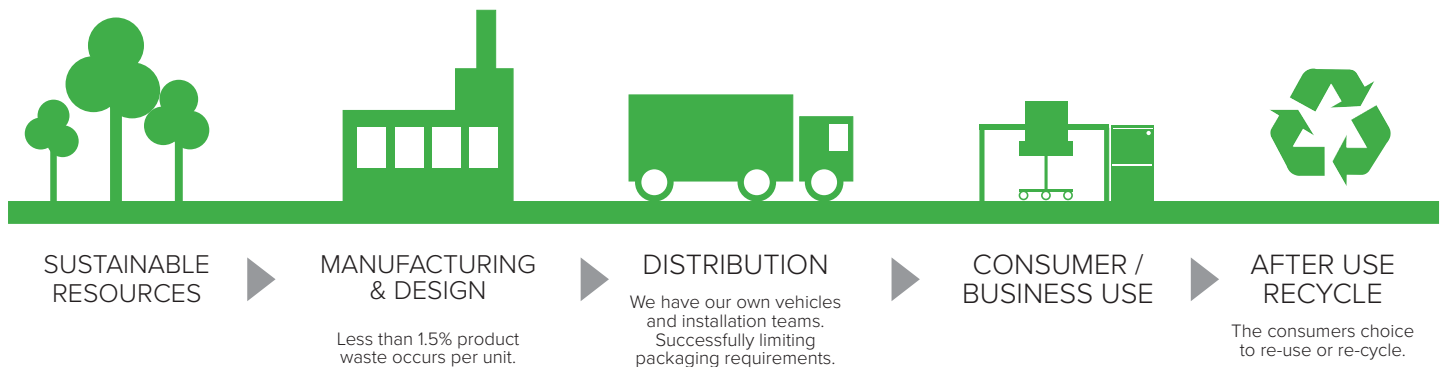 SUSTAINABLE
RESOURCES
MANUFACTURING
& DESIGN
Less than 1.5% product
waste occurs per unit.
DISTRIBUTION
We have our own vehicles
and installation teams.
Successfully limiting
packaging requirements.
CONSUMER /
BUSINESS USE
AFTER USE
RECYCLE
The consumers choice
to re-use or re-cycle.